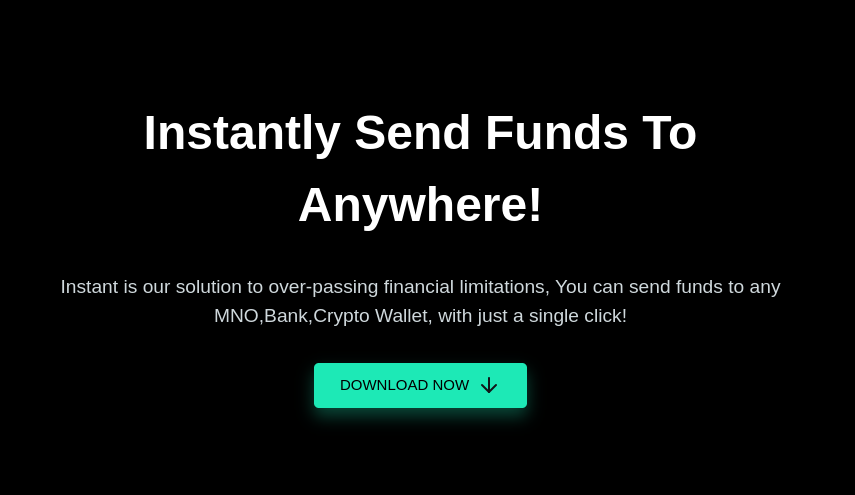 Instantly Send Funds To
Anywhere!
Instant is our solution to over-passing financial limitations, You can send funds to any
MNO,Bank,Crypto Wallet, with just a single click!
DOWNLOAD NOW